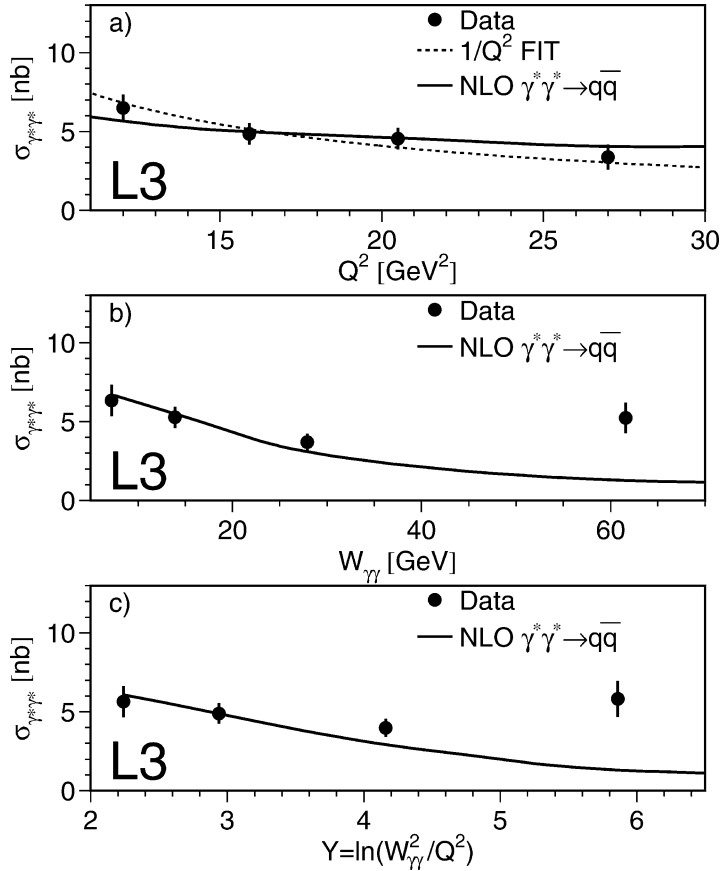 a)
Data
1/Q² FIT
NLO γ*γ*→qq̅
σγ*γ* [nb]
10
5
0
L3
15 20 25 30
Q² [GeV²]
b)
Data
NLO γ*γ*→qq̅
σγ*γ* [nb]
10
5
0
L3
20 40 60
Wγγ [GeV]
c)
Data
NLO γ*γ*→qq̅
σγ*γ* [nb]
10
5
0
L3
2 3 4 5 6
Y=ln(W²γγ/Q²)